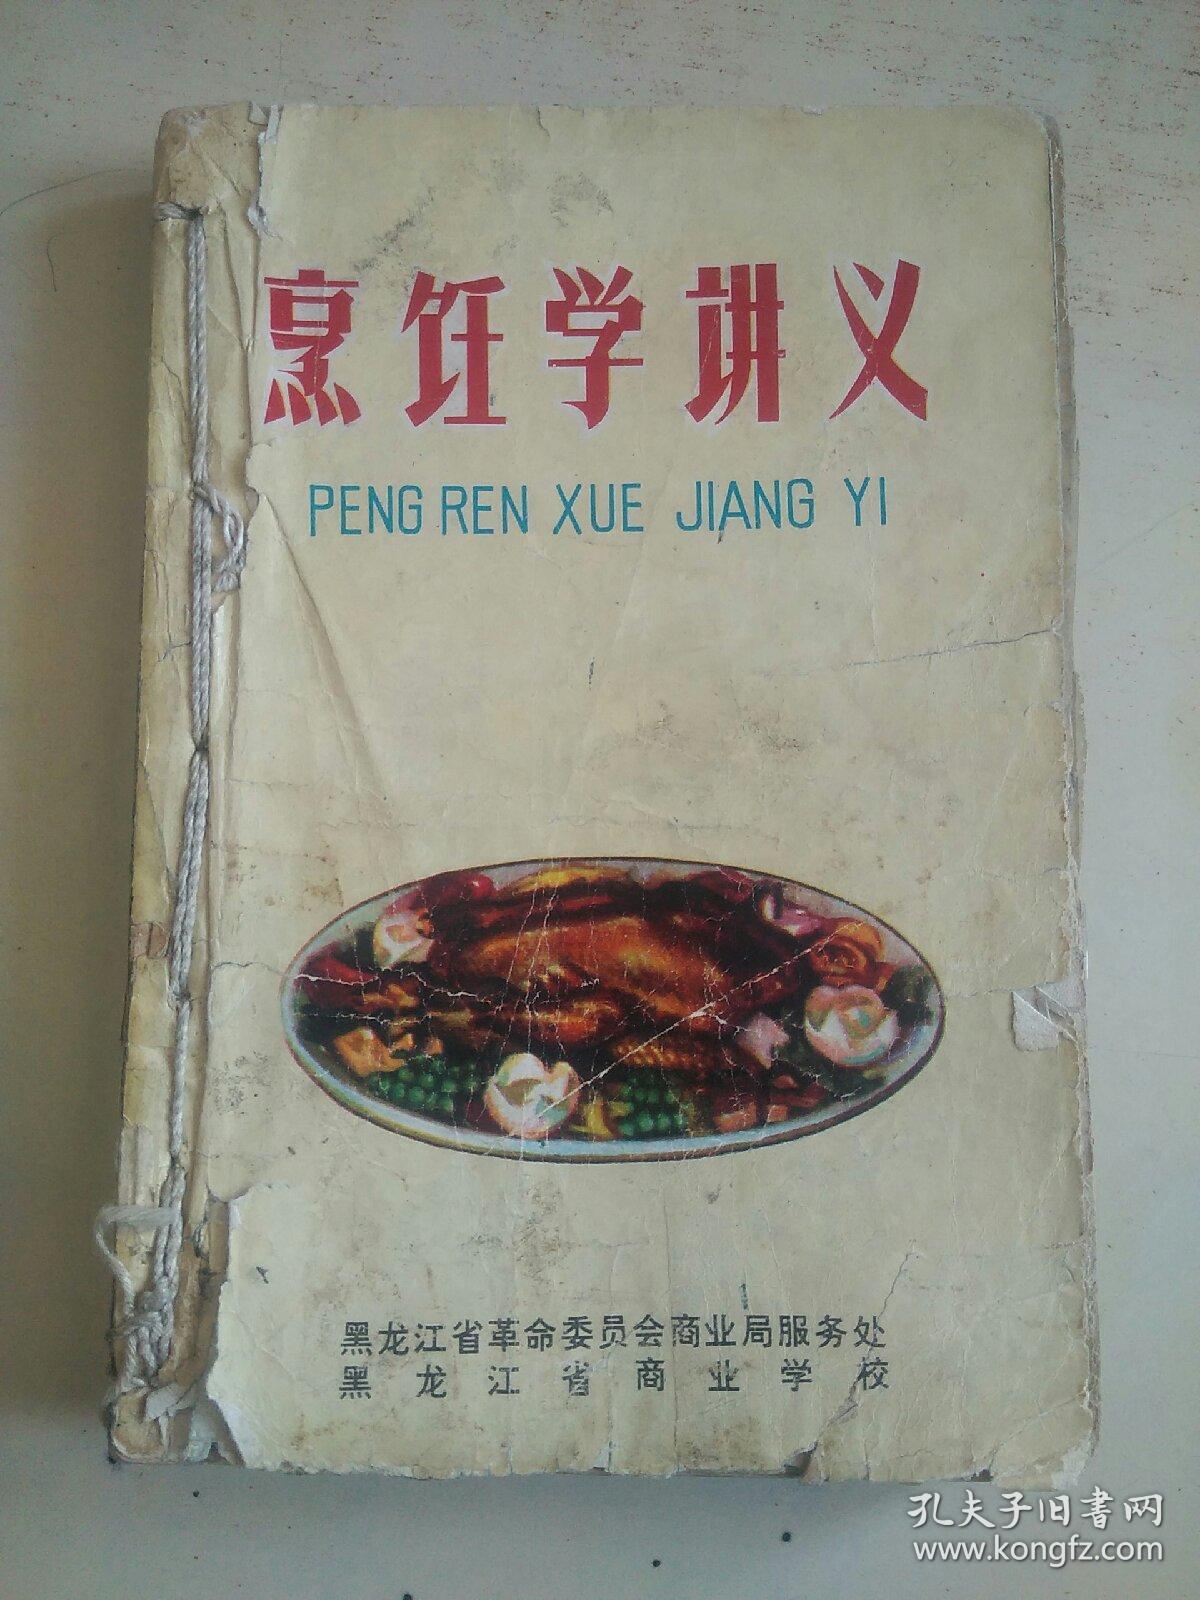 烹饪学讲义
PENG REN XUE JIANG YI
黑龙江省革命委员会商业局服务处
黑龙江省商业学校
孔夫子旧书网
www.kongfz.com